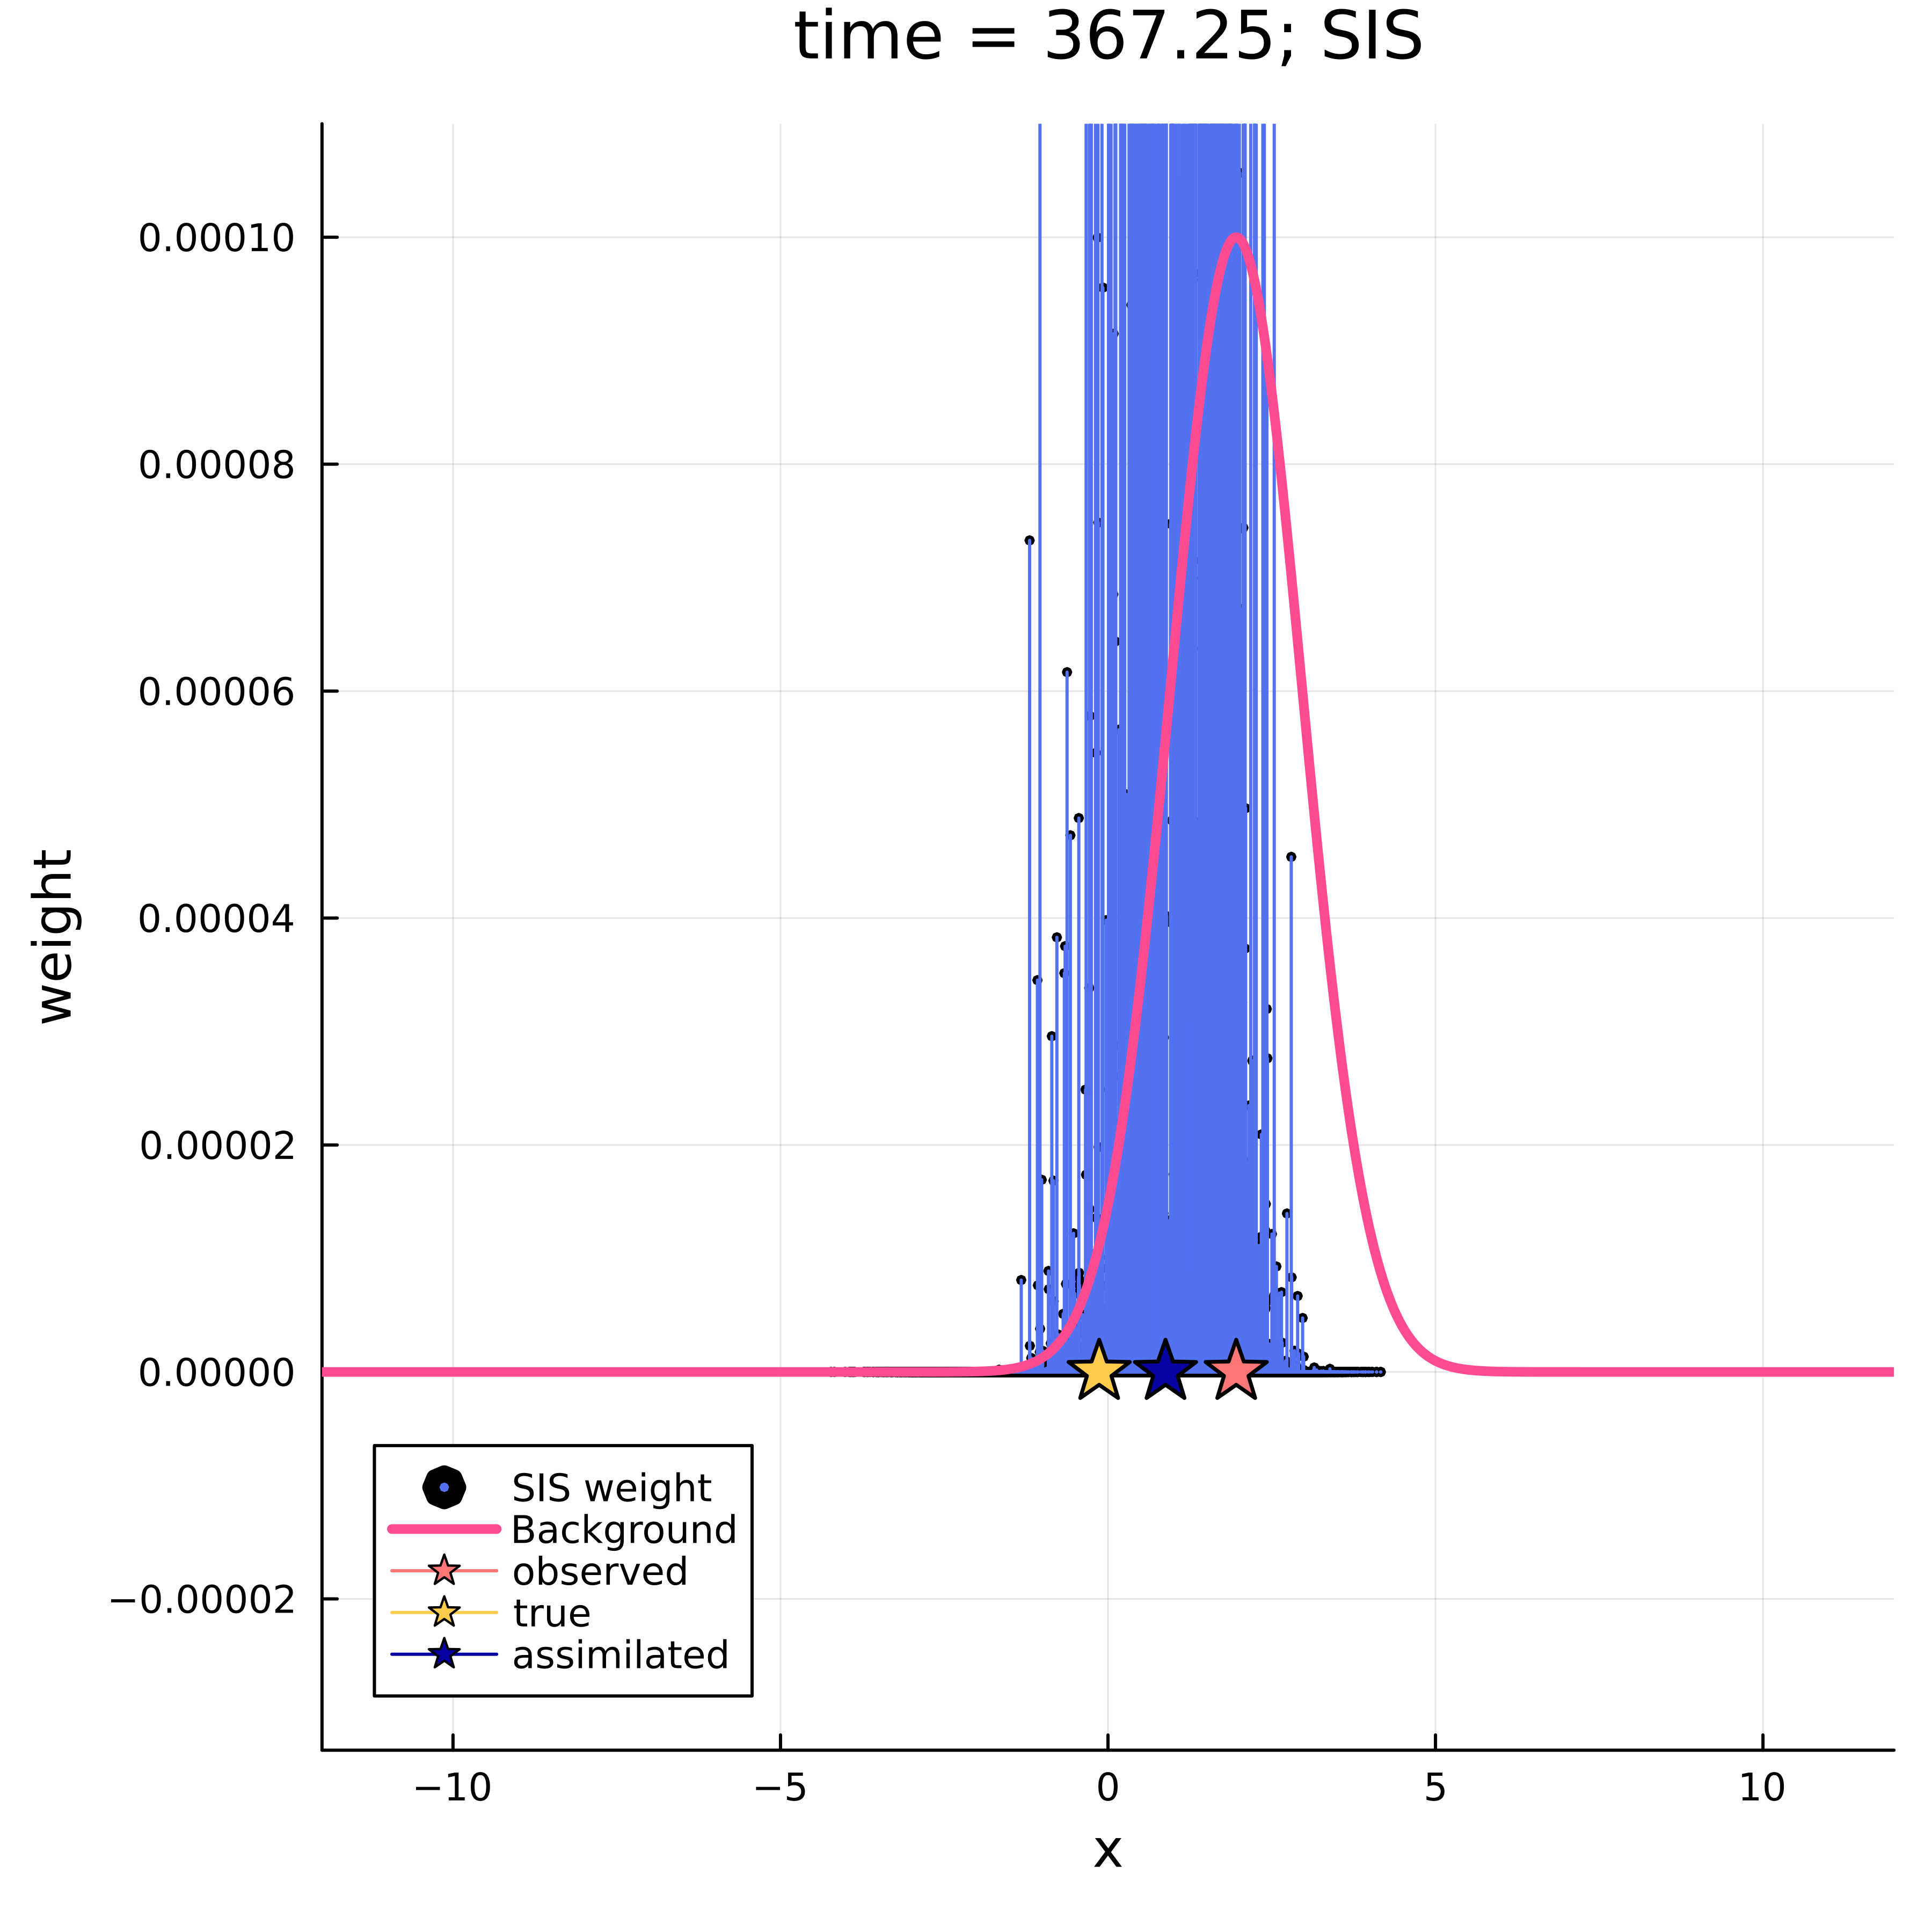 time = 367.25; SIS
weight
0.00010
0.00008
0.00006
0.00004
0.00002
0.00000
−0.00002
SIS weight
Background
observed
true
assimilated
−10
−5
0
5
10
x